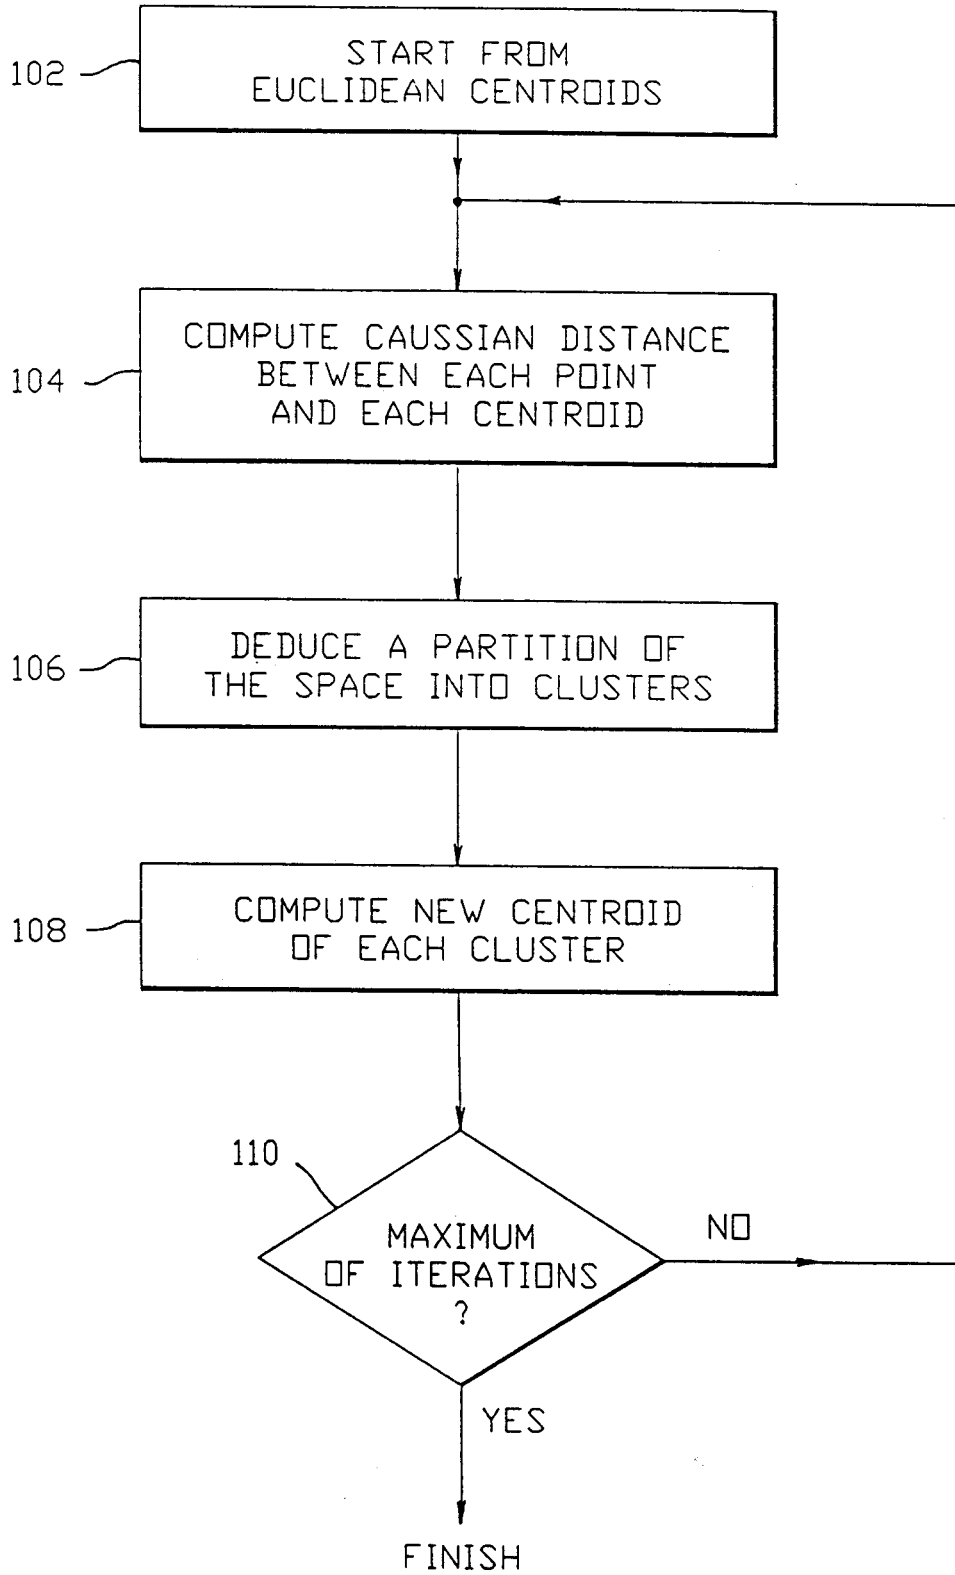 102
START FROM
EUCLIDEAN CENTROIDS
104
COMPUTE CAUSSIAN DISTANCE
BETWEEN EACH POINT
AND EACH CENTROID
106
DEDUCE A PARTITION OF
THE SPACE INTO CLUSTERS
108
COMPUTE NEW CENTROID
OF EACH CLUSTER
110
MAXIMUM
OF ITERATIONS
?
NO
YES
FINISH